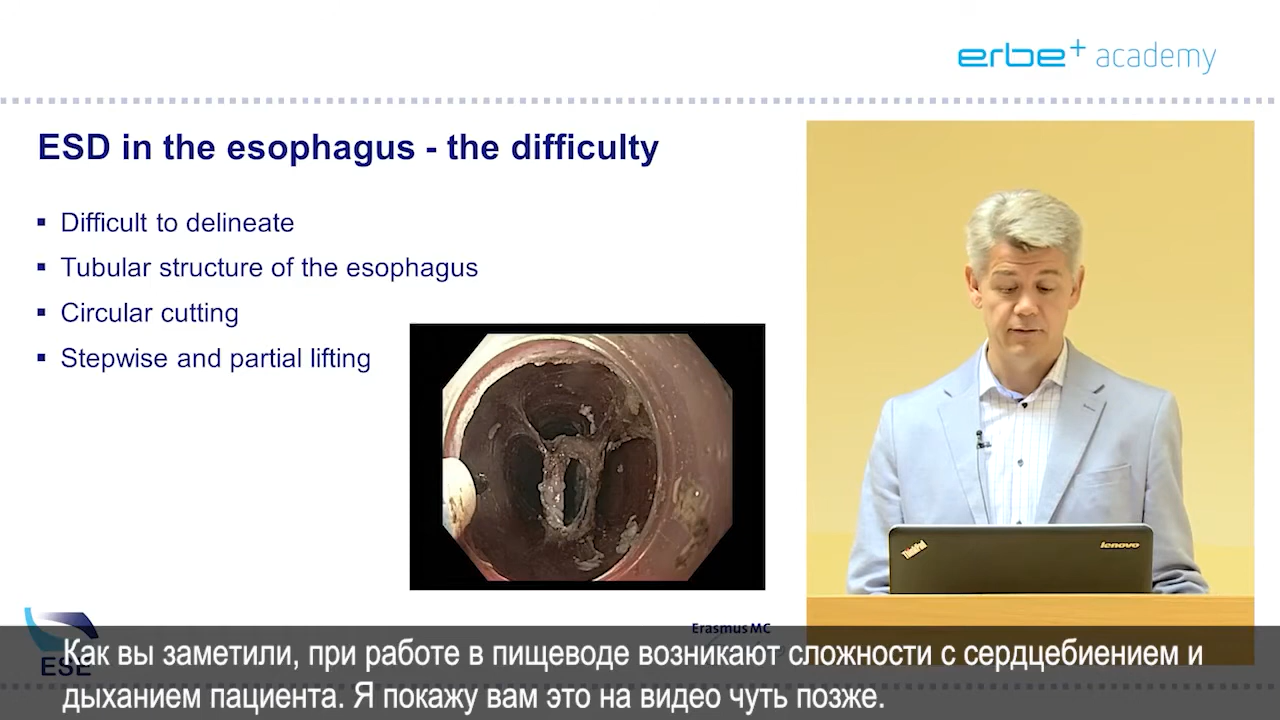 erbe+ academy
ESD in the esophagus - the difficulty
▪ Difficult to delineate
▪ Tubular structure of the esophagus
▪ Circular cutting
▪ Stepwise and partial lifting
ThinkPad
lenovo
Erasmus MC
ESE
Как вы заметили, при работе в пищеводе возникают сложности с сердцебиением и
дыханием пациента. Я покажу вам это на видео чуть позже.